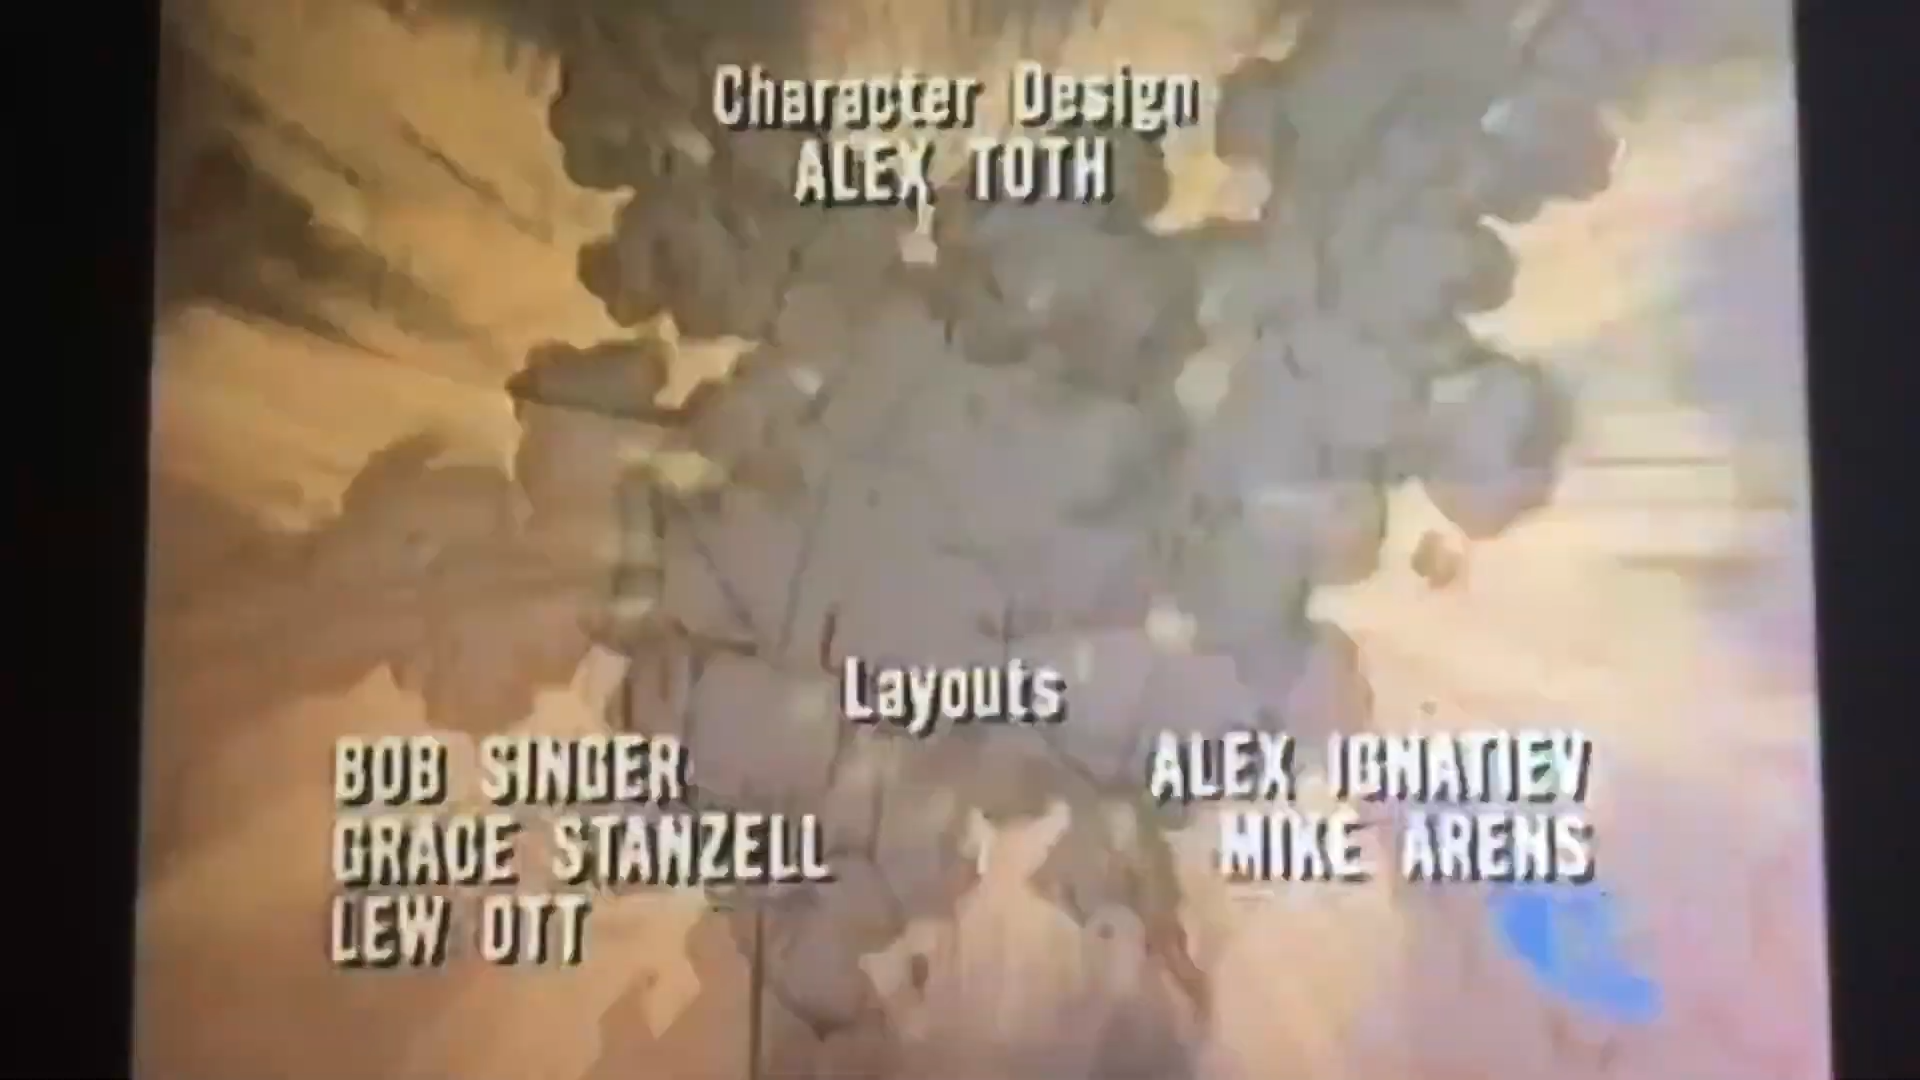 Character Design
ALEX TOTH
Layouts
BOB SINGER
GRACE STANZELL
LEW OTT
ALEX IGNATIEV
MIKE ARENS